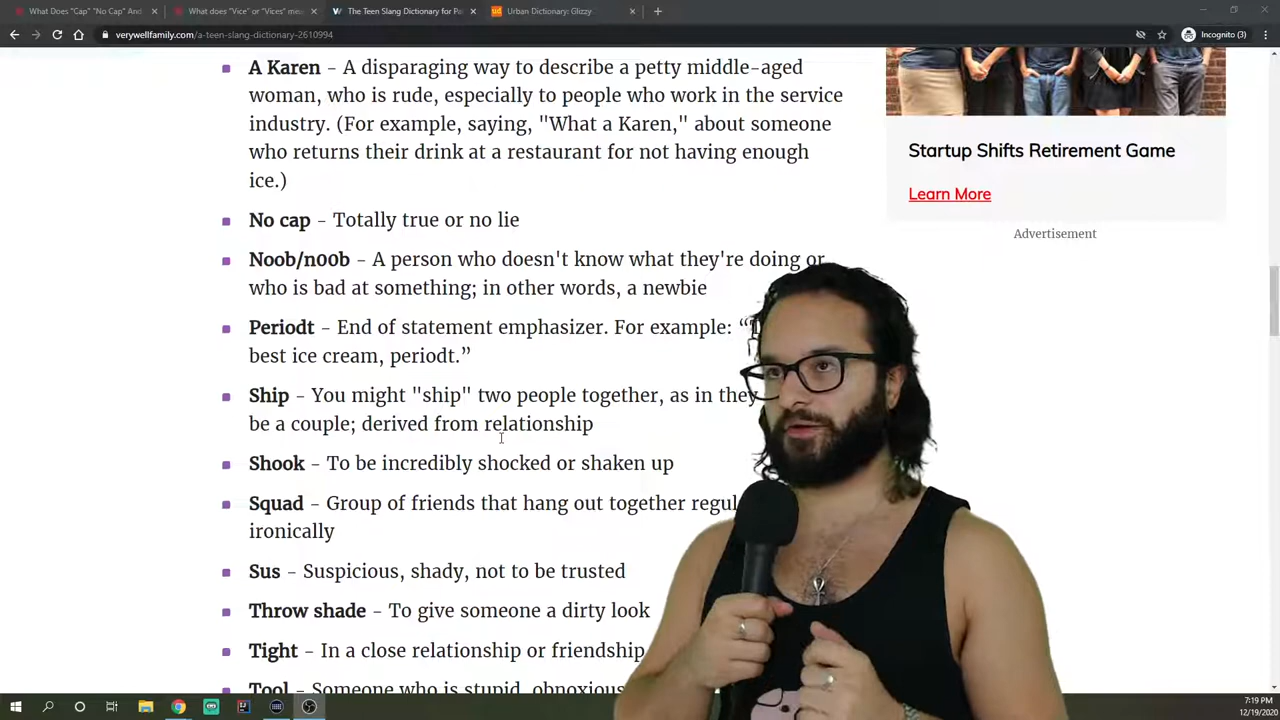 What Does "Cap" "No Cap And
What does "Vice" or "Vices" me
The Teen Slang Dictionary for Pa
Urban Dictionary: Glizzy
verywellfamily.com/a-teen-slang-dictionary-2610994
Incognito (3)
A Karen - A disparaging way to describe a petty middle-aged
woman, who is rude, especially to people who work in the service
industry. (For example, saying, "What a Karen," about someone
who returns their drink at a restaurant for not having enough
ice.)
No cap - Totally true or no lie
Noob/n00b - A person who doesn't know what they're doing or
who is bad at something; in other words, a newbie
Periodt - End of statement emphasizer. For example: “
best ice cream, periodt.”
Ship - You might "ship" two people together, as in they
be a couple; derived from relationship
Shook - To be incredibly shocked or shaken up
Squad - Group of friends that hang out together regul
ironically
Sus - Suspicious, shady, not to be trusted
Throw shade - To give someone a dirty look
Tight - In a close relationship or friendship
Tool - Someone who is stupid, obnoxious
Startup Shifts Retirement Game
Learn More
Advertisement
7:19 PM
12/19/2020